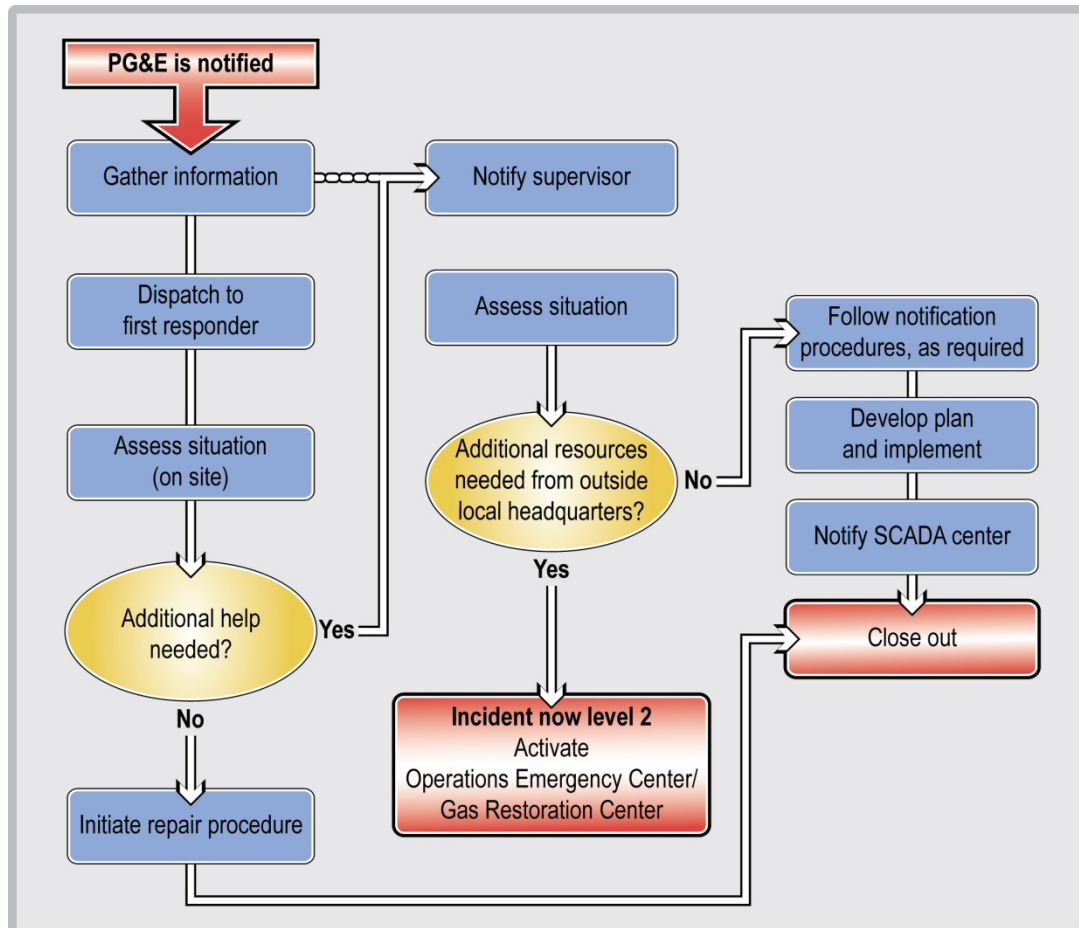 PG&E is notified
Gather information
Notify supervisor
Dispatch to
first responder
Assess situation
(on site)
Additional help
needed?
Yes
No
Initiate repair procedure
Assess situation
Additional resources
needed from outside
local headquarters?
No
Yes
Incident now level 2
Activate
Operations Emergency Center/
Gas Restoration Center
Follow notification
procedures, as required
Develop plan
and implement
Notify SCADA center
Close out